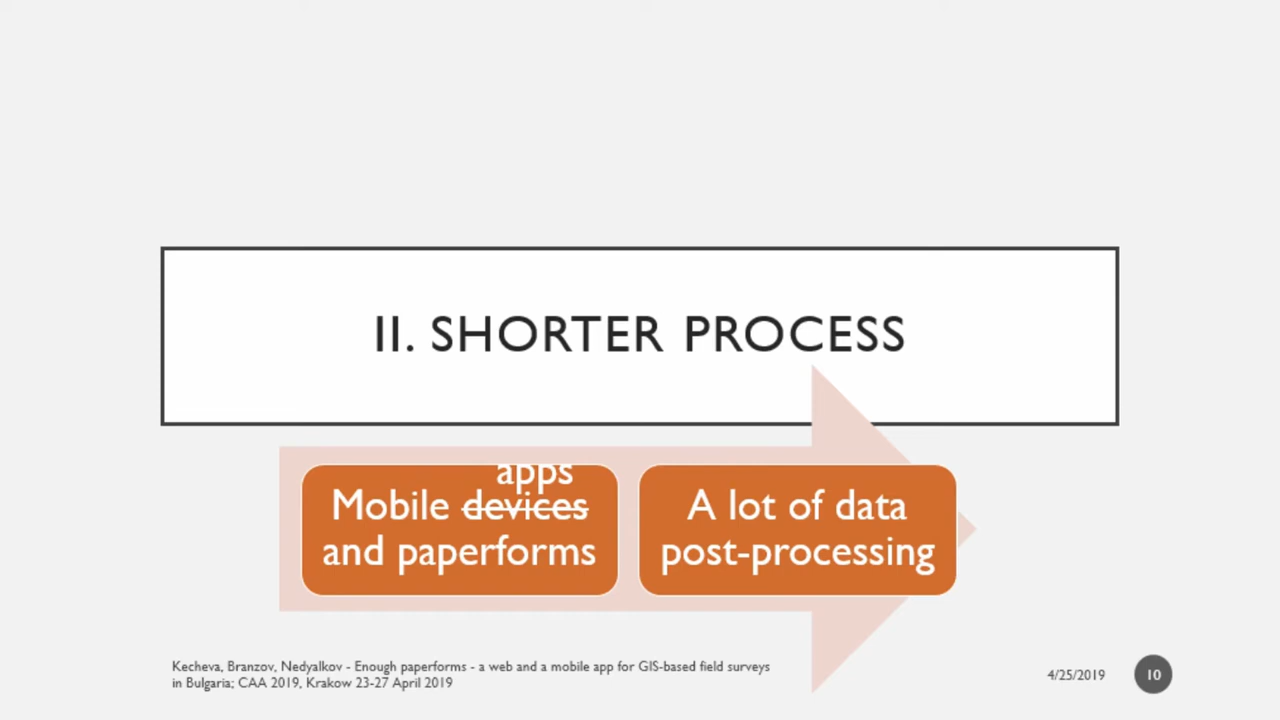 II. SHORTER PROCESS
apps
Mobile devices
and paperforms
A lot of data
post-processing
Kecheva, Branzov, Nedyalkov - Enough paperforms - a web and a mobile app for GIS-based field surveys
in Bulgaria; CAA 2019, Krakow 23-27 April 2019
4/25/2019
10